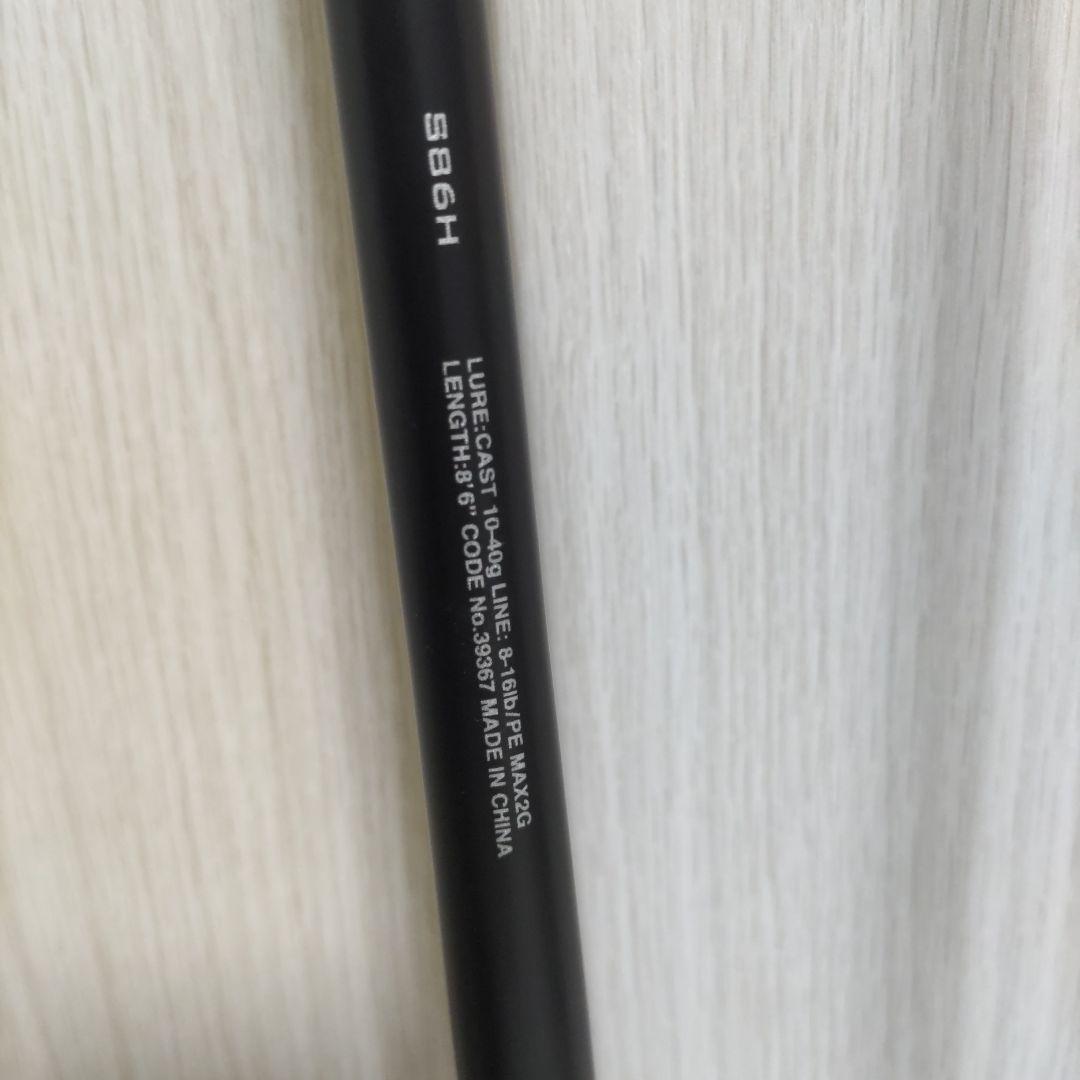 S86H
LURE:CAST 10-40g LINE: 8-16lb/PE MAX2G
LENGTH:8'6" CODE No.39367 MADE IN CHINA